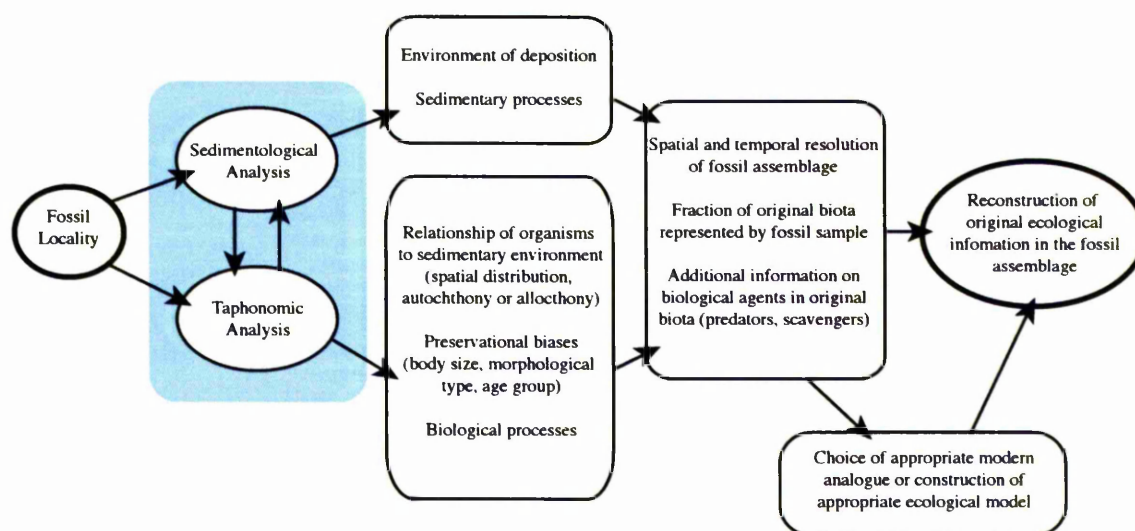 Fossil
Locality
Sedimentological
Analysis
Taphonomic
Analysis
Environment of deposition
Sedimentary processes
Relationship of organisms
to sedimentary environment
(spatial distribution,
autochthony or allocthony)
Preservational biases
(body size, morphological
type, age group)
Biological processes
Spatial and temporal resolution
of fossil assemblage
Fraction of original biota
represented by fossil sample
Additional information on
biological agents in original
biota (predators, scavengers)
Choice of appropriate modern
analogue or construction of
appropriate ecological model
Reconstruction of
original ecological
infomation in the fossil
assemblage